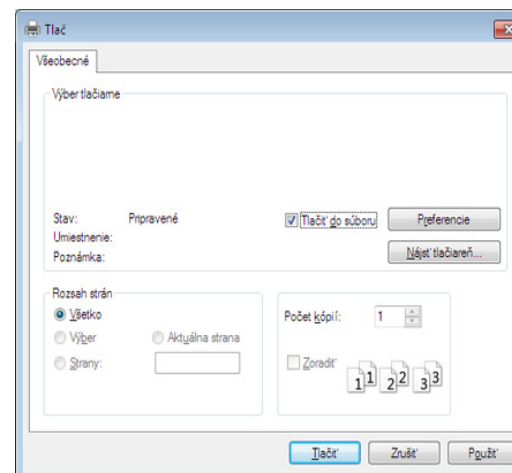 Tlač
Všeobecné
Výber tlačiarne
Stav: Pripravené
Tlačiť do súboru
Preferencie
Umiestnenie:
Poznámka:
Nájsť tlačiareň...
Rozsah strán
Všetko
Výber
Aktuálna strana
Strany:
Počet kópií: 1
Zoradiť
1 1 2 2 3 3
Tlačiť Zrušiť Použiť